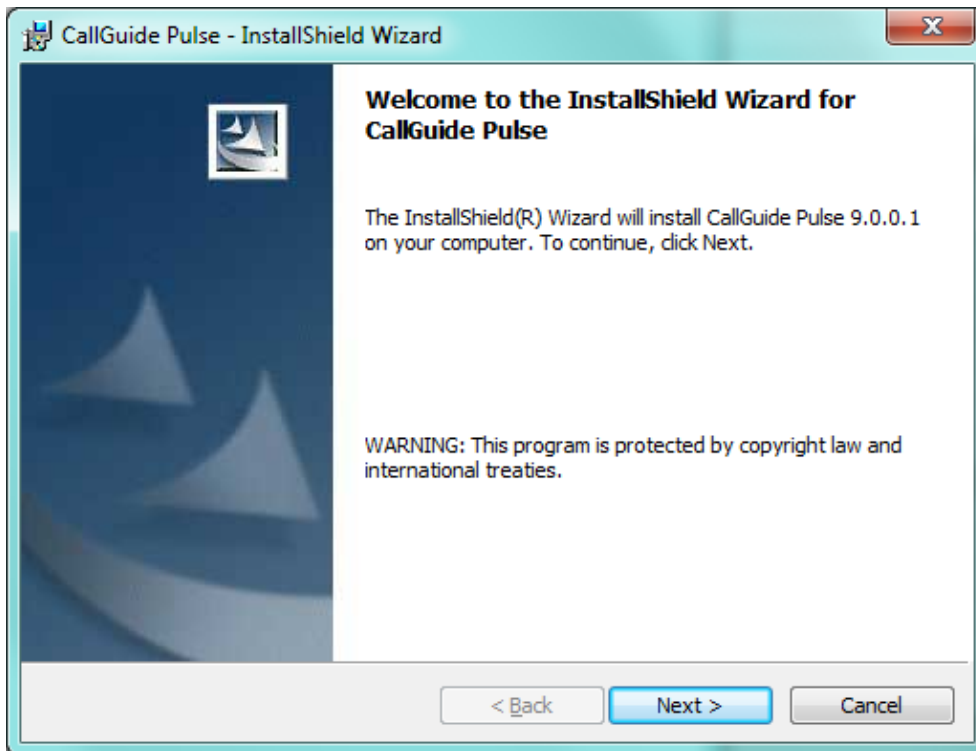 CallGuide Pulse - InstallShield Wizard
X
Welcome to the InstallShield Wizard for
CallGuide Pulse
The InstallShield(R) Wizard will install CallGuide Pulse 9.0.0.1
on your computer. To continue, click Next.
WARNING: This program is protected by copyright law and
international treaties.
< Back Next > Cancel